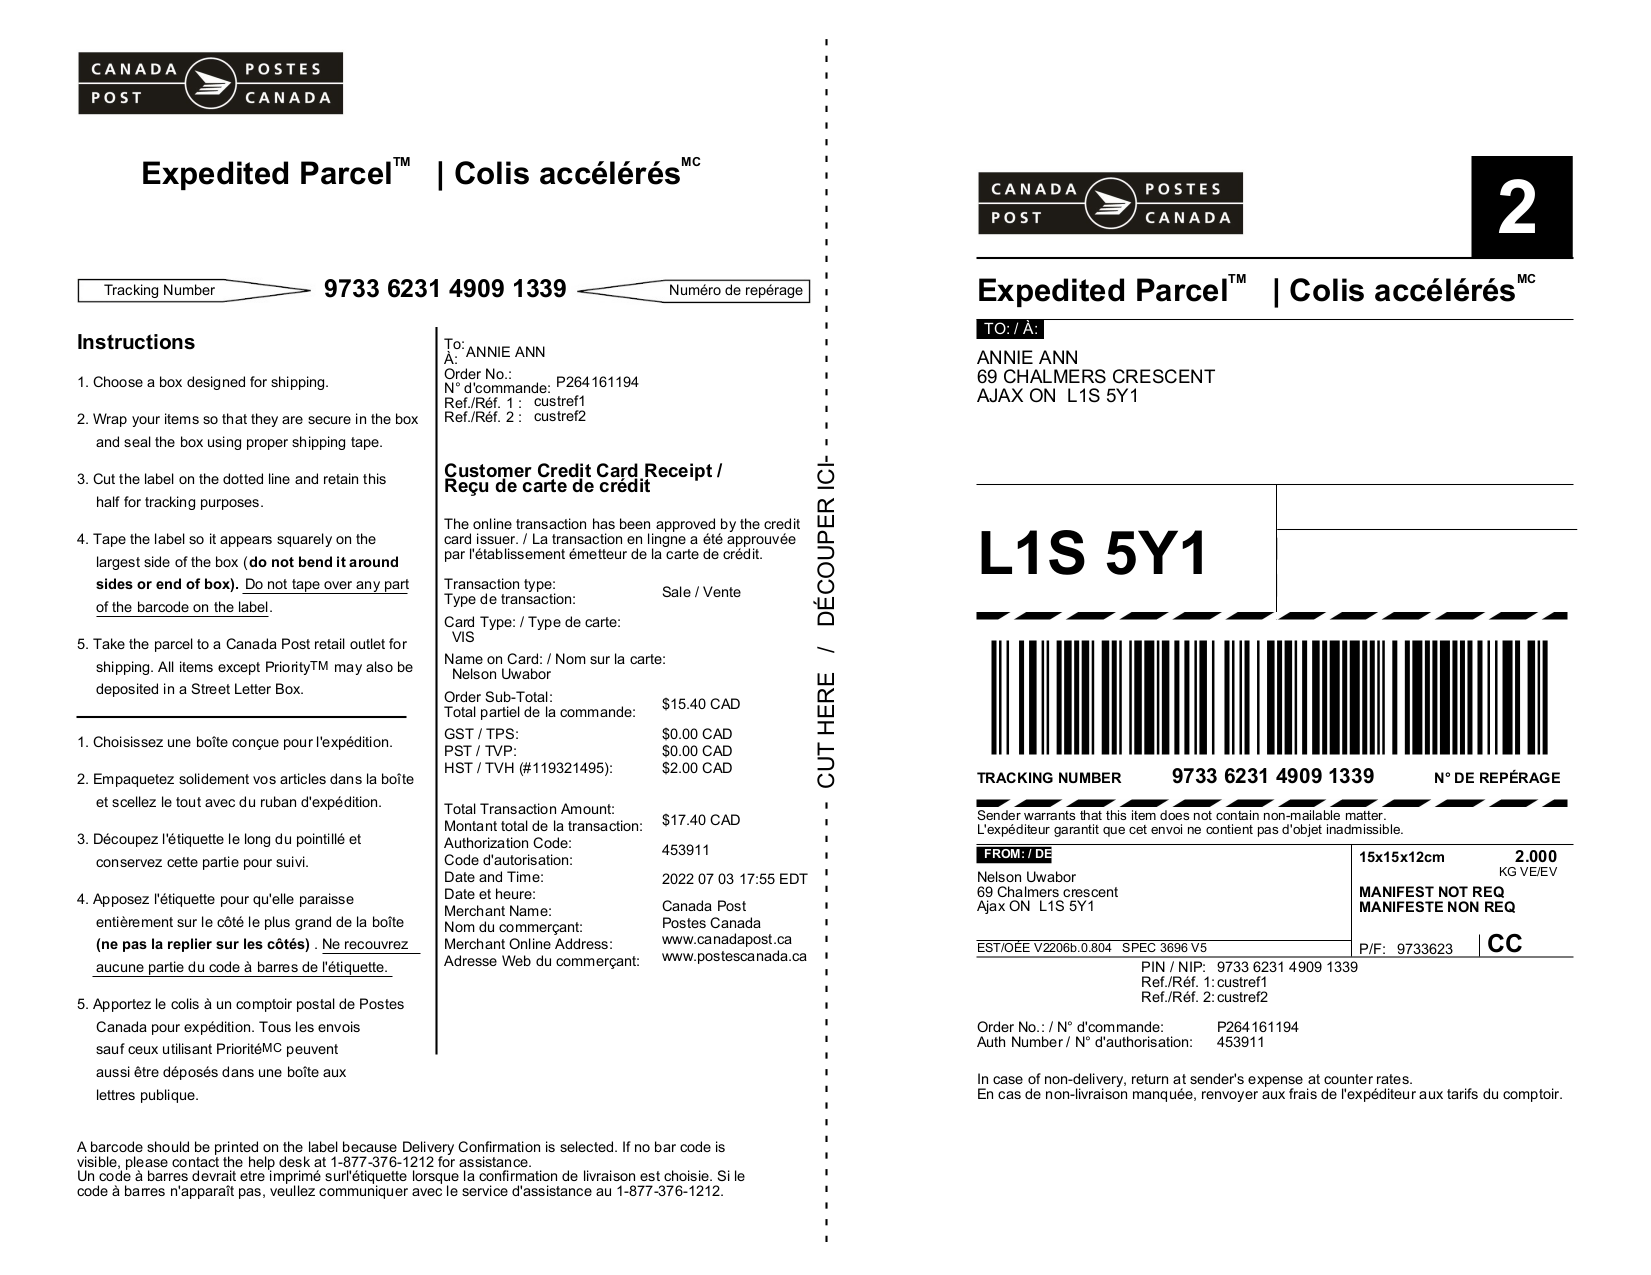 CANADA POSTES
POST CANADA
Expedited Parcel™ | Colis accélérésMC
Tracking Number 9733 6231 4909 1339 Numéro de repérage
Instructions
1. Choose a box designed for shipping.
2. Wrap your items so that they are secure in the box
and seal the box using proper shipping tape.
3. Cut the label on the dotted line and retain this
half for tracking purposes.
4. Tape the label so it appears squarely on the
largest side of the box (do not bend it around
sides or end of box). Do not tape over any part
of the barcode on the label.
5. Take the parcel to a Canada Post retail outlet for
shipping. All items except Priority™ may also be
deposited in a Street Letter Box.
1. Choisissez une boîte conçue pour l'expédition.
2. Empaquetez solidement vos articles dans la boîte
et scellez le tout avec du ruban d'expédition.
3. Découpez l'étiquette le long du pointillé et
conservez cette partie pour suivi.
4. Apposez l'étiquette pour qu'elle paraisse
entièrement sur le côté le plus grand de la boîte
(ne pas la replier sur les côtés) . Ne recouvrez
aucune partie du code à barres de l'étiquette.
5. Apportez le colis à un comptoir postal de Postes
Canada pour expédition. Tous les envois
sauf ceux utilisant PrioritéMC peuvent
aussi être déposés dans une boîte aux
lettres publique.
To:
À: ANNIE ANN
Order No.:
N° d'commande: P264161194
Ref./Réf. 1 : custref1
Ref./Réf. 2 : custref2
Customer Credit Card Receipt /
Reçu de carte de crédit
The online transaction has been approved by the credit
card issuer. / La transaction en lingne a été approuvée
par l'établissement émetteur de la carte de crédit.
Transaction type:
Type de transaction: Sale / Vente
Card Type: / Type de carte:
VIS
Name on Card: / Nom sur la carte:
Nelson Uwabor
Order Sub-Total:
Total partiel de la commande: $15.40 CAD
GST / TPS: $0.00 CAD
PST / TVP: $0.00 CAD
HST / TVH (#119321495): $2.00 CAD
Total Transaction Amount:
Montant total de la transaction: $17.40 CAD
Authorization Code:
Code d'autorisation: 453911
Date and Time:
Date et heure: 2022 07 03 17:55 EDT
Merchant Name: Canada Post
Nom du commerçant: Postes Canada
Merchant Online Address: www.canadapost.ca
Adresse Web du commerçant: www.postescanada.ca
A barcode should be printed on the label because Delivery Confirmation is selected. If no bar code is
visible, please contact the help desk at 1-877-376-1212 for assistance.
Un code à barres devrait etre imprimé surl'étiquette lorsque la confirmation de livraison est choisie. Si le
code à barres n'apparaît pas, veullez communiquer avec le service d'assistance au 1-877-376-1212.
CUT HERE / DÉCOUPER ICI
CANADA POSTES
POST CANADA
2
Expedited Parcel™ | Colis accélérésMC
TO: / À:
ANNIE ANN
69 CHALMERS CRESCENT
AJAX ON L1S 5Y1
L1S 5Y1
TRACKING NUMBER 9733 6231 4909 1339 N° DE REPÉRAGE
Sender warrants that this item does not contain non-mailable matter.
L'expéditeur garantit que cet envoi ne contient pas d'objet inadmissible.
FROM: / DE
Nelson Uwabor
69 Chalmers crescent
Ajax ON L1S 5Y1
EST/OÉE V2206b.0.804 SPEC 3696 V5
15x15x12cm 2.000
KG VE/EV
MANIFEST NOT REQ
MANIFESTE NON REQ
P/F: 9733623 CC
PIN / NIP: 9733 6231 4909 1339
Ref./Réf. 1: custref1
Ref./Réf. 2: custref2
Order No.: / N° d'commande: P264161194
Auth Number / N° d'authorisation: 453911
In case of non-delivery, return at sender's expense at counter rates.
En cas de non-livraison manquée, renvoyer aux frais de l'expéditeur aux tarifs du comptoir.